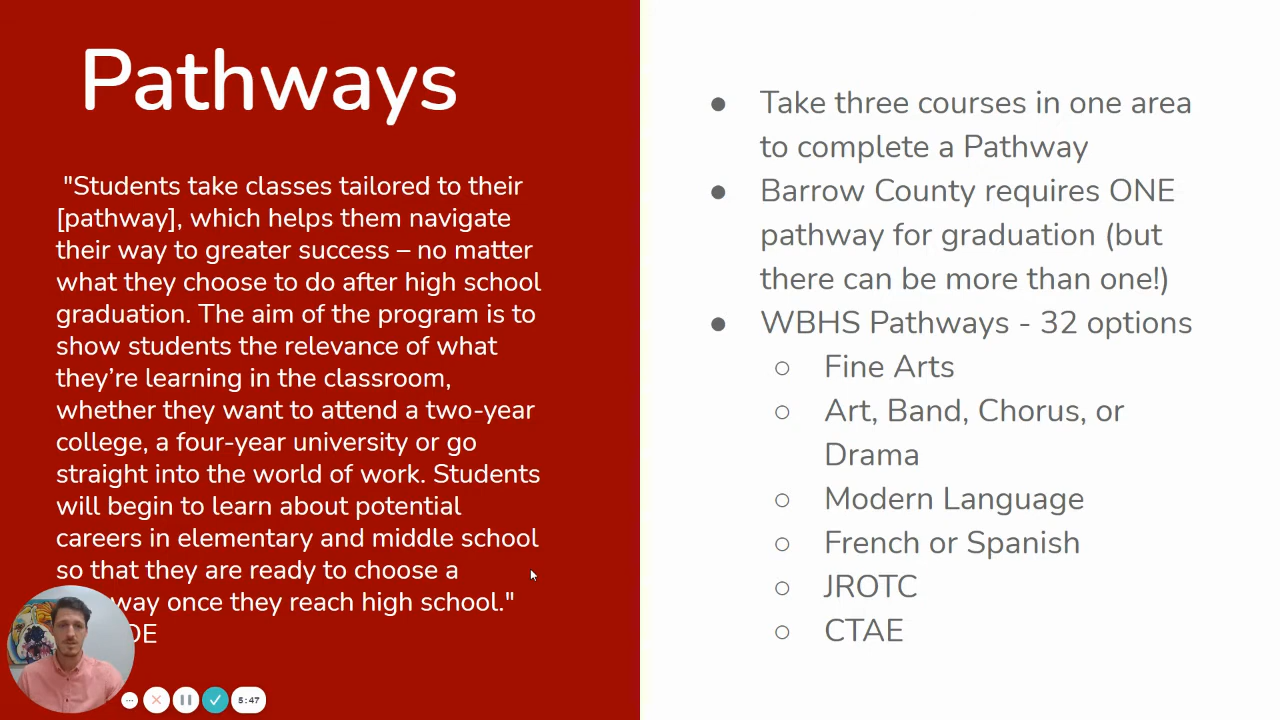 Pathways
"Students take classes tailored to their
[pathway], which helps them navigate
their way to greater success – no matter
what they choose to do after high school
graduation. The aim of the program is to
show students the relevance of what
they’re learning in the classroom,
whether they want to attend a two-year
college, a four-year university or go
straight into the world of work. Students
will begin to learn about potential
careers in elementary and middle school
so that they are ready to choose a
way once they reach high school."
OE
5:47
● Take three courses in one area
to complete a Pathway
● Barrow County requires ONE
pathway for graduation (but
there can be more than one!)
● WBHS Pathways - 32 options
○ Fine Arts
○ Art, Band, Chorus, or
Drama
○ Modern Language
○ French or Spanish
○ JROTC
○ CTAE